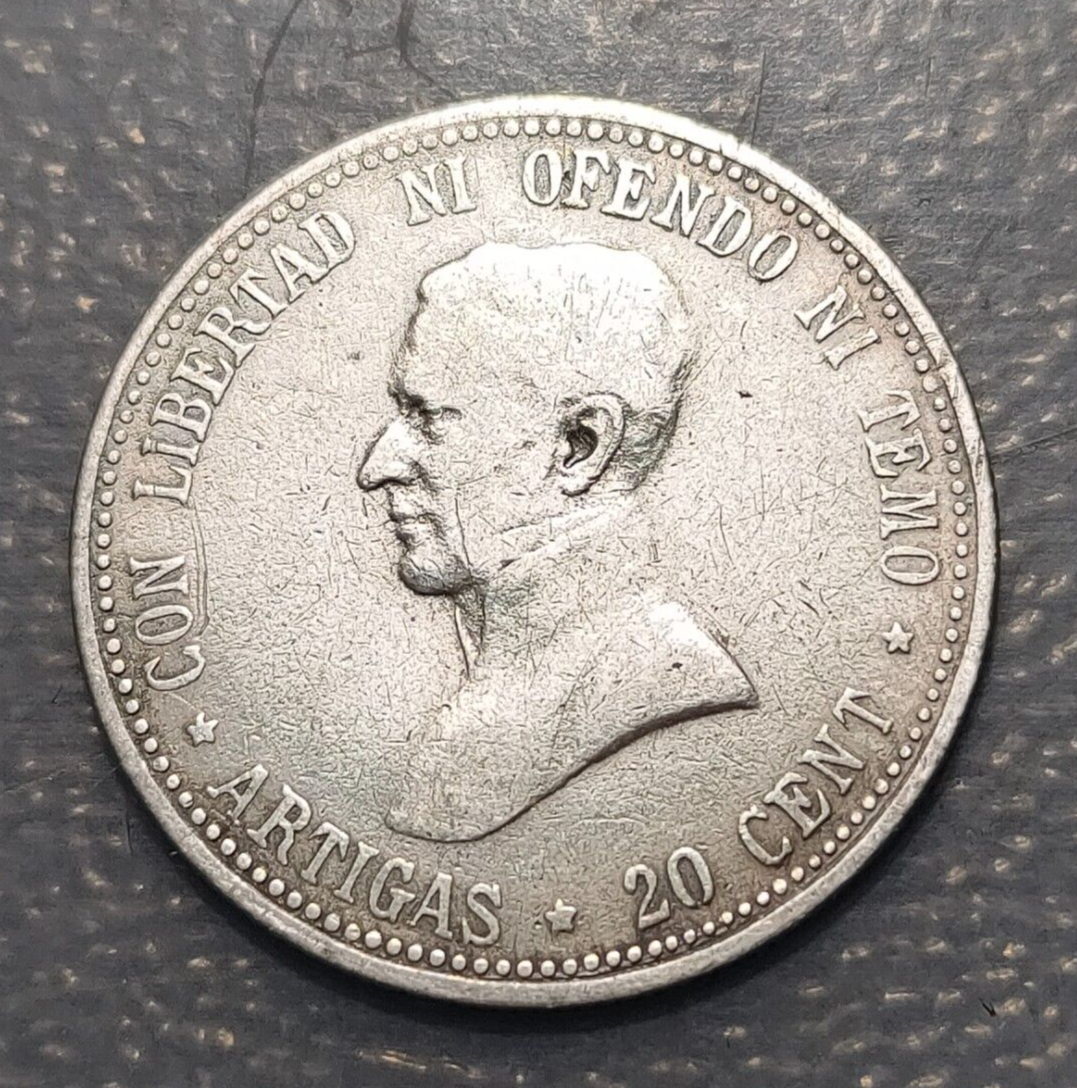 CON LIBERTAD NI OFENDO NI TEMO
ARTIGAS ★ 20 CENT ★